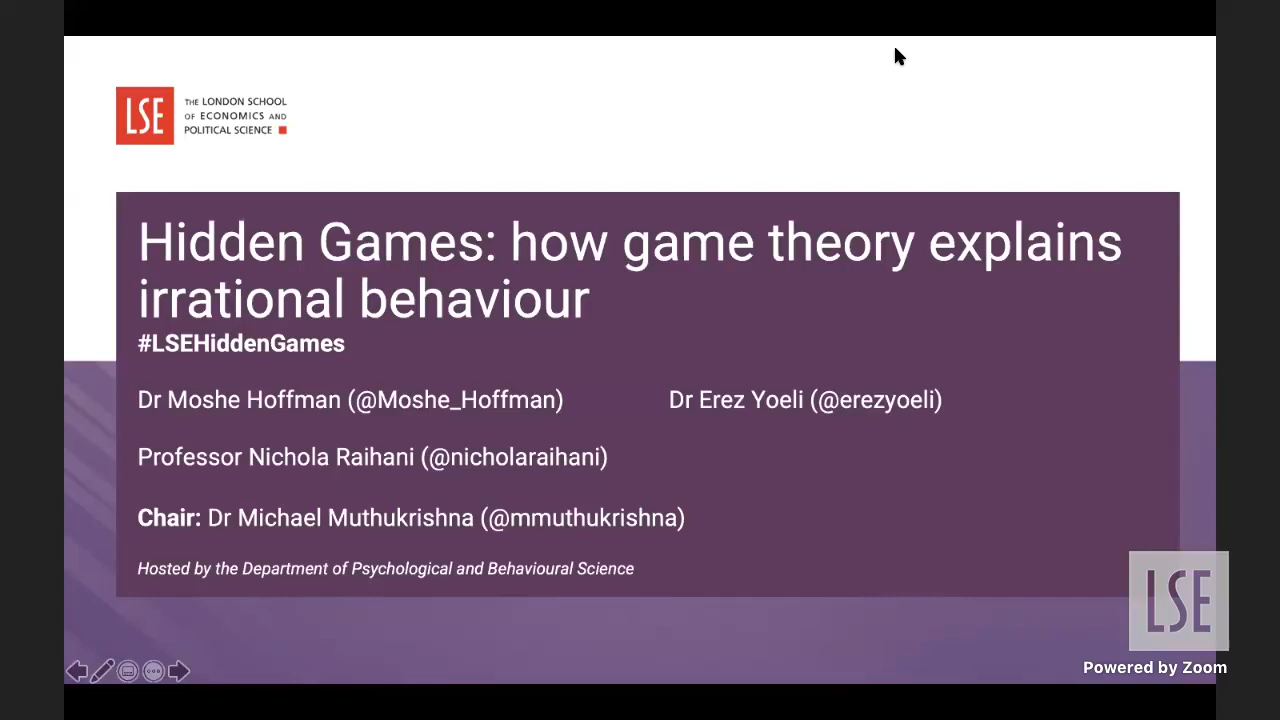 LSE
THE LONDON SCHOOL
OF ECONOMICS AND
POLITICAL SCIENCE
Hidden Games: how game theory explains
irrational behaviour
#LSEHiddenGames
Dr Moshe Hoffman (@Moshe_Hoffman) Dr Erez Yoeli (@erezyoeli)
Professor Nichola Raihani (@nicholaraihani)
Chair: Dr Michael Muthukrishna (@mmuthukrishna)
Hosted by the Department of Psychological and Behavioural Science
LSE
Powered by Zoom